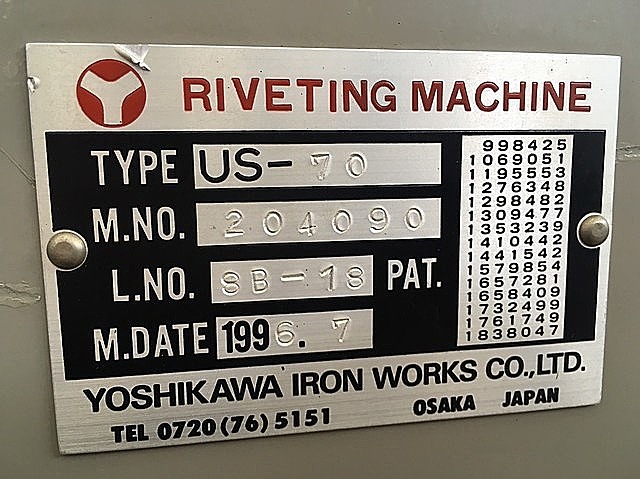 RIVETING MACHINE
TYPE US-70
M.NO. 204090
L.NO. SB-18 PAT.
M.DATE 1996. 7
998425
1069051
1195553
1276348
1298482
1309477
1353239
1410442
1441542
1579854
1657281
1658409
1732499
1761749
1838047
YOSHIKAWA IRON WORKS CO.,LTD.
TEL 0720(76)5151 OSAKA JAPAN